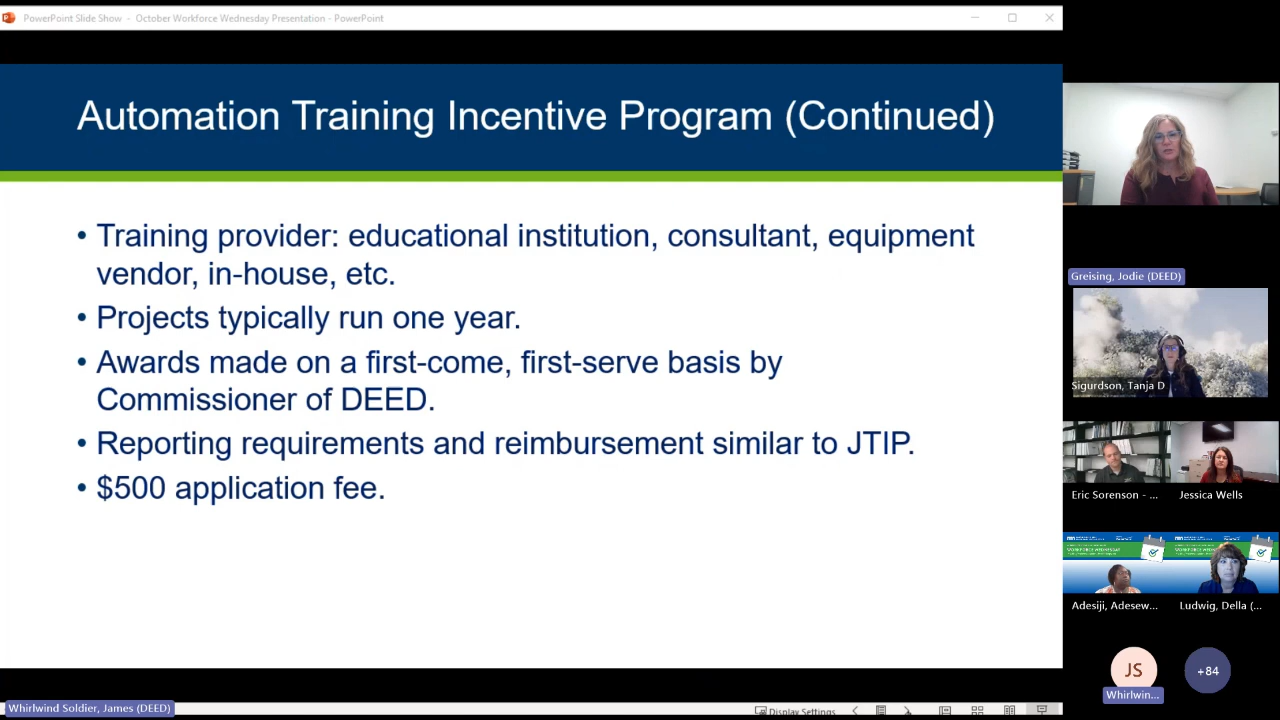 PowerPoint Slide Show - October Workforce Wednesday Presentation - PowerPoint
Automation Training Incentive Program (Continued)
• Training provider: educational institution, consultant, equipment
vendor, in-house, etc.
• Projects typically run one year.
• Awards made on a first-come, first-serve basis by
Commissioner of DEED.
• Reporting requirements and reimbursement similar to JTIP.
• $500 application fee.
Whirlwind Soldier, James (DEED)
Display Settings
Greising, Jodie (DEED)
Sigurdson, Tanja D
Eric Sorenson - ...
Jessica Wells
WORKFORCE WEDNESDAY
Adesiji, Adesew...
Ludwig, Della (...
JS
+84
Whirlwin...